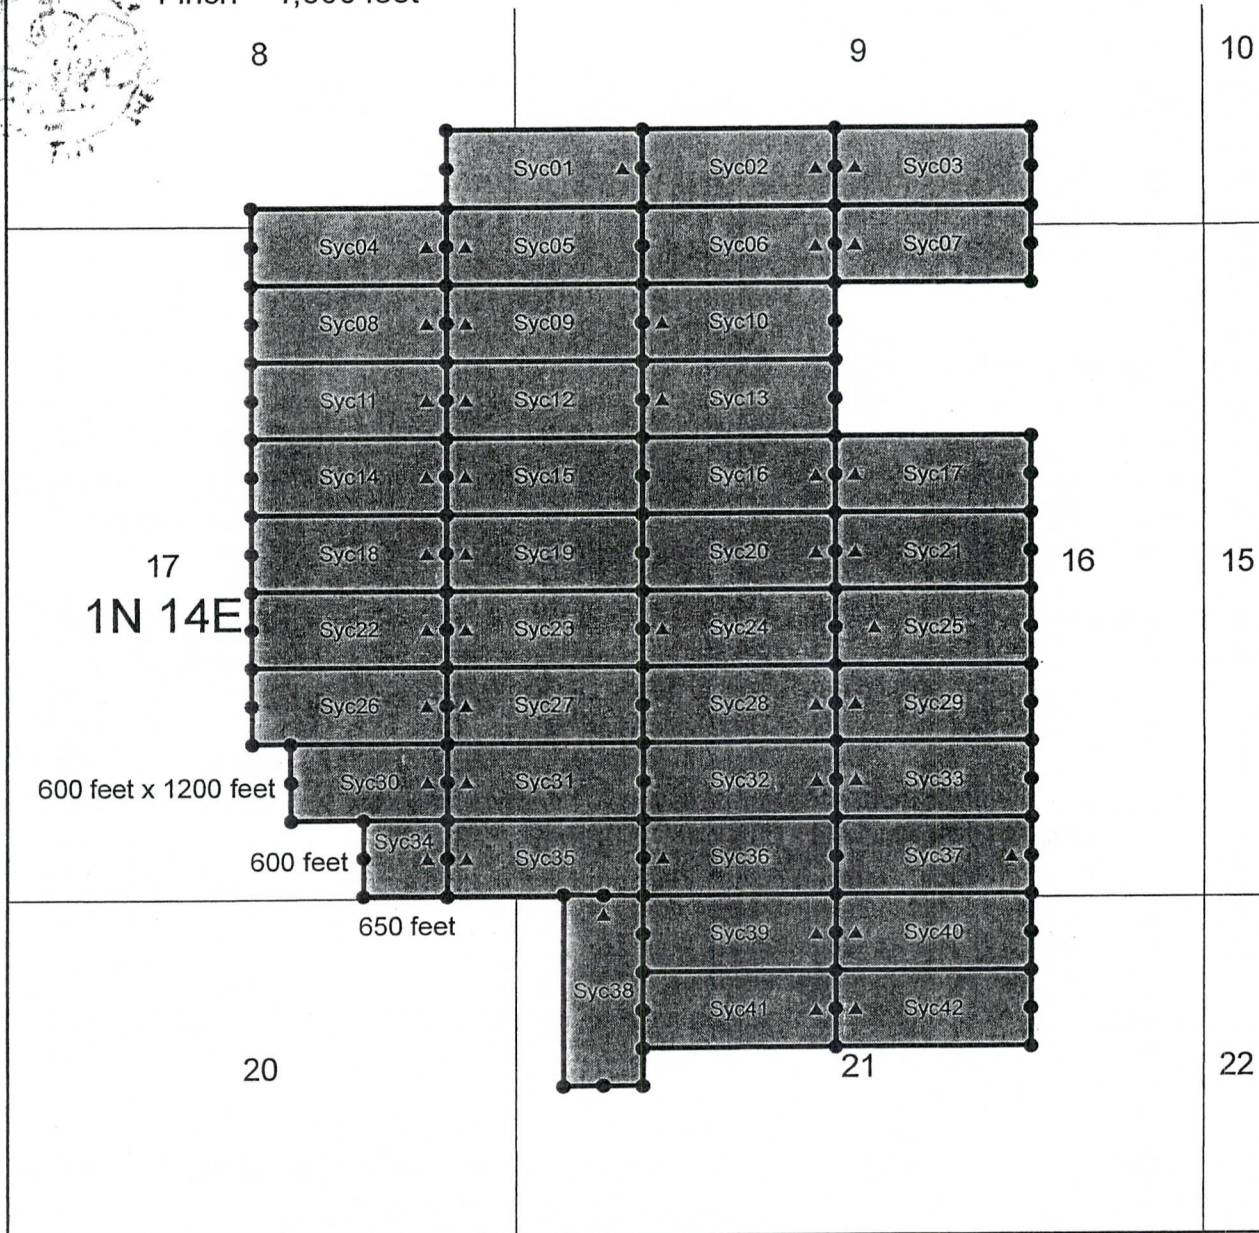 8 9 10
Syc01 Syc02 Syc03
Syc04 Syc05 Syc06 Syc07
Syc08 Syc09 Syc10
Syc11 Syc12 Syc13
Syc14 Syc15 Syc16 Syc17
Syc18 Syc19 Syc20 Syc21
17 16 15
1N 14E
Syc22 Syc23 Syc24 Syc25
Syc26 Syc27 Syc28 Syc29
600 feet x 1200 feet Syc30 Syc31 Syc32 Syc33
Syc34
600 feet Syc35 Syc36 Syc37
650 feet
Syc39 Syc40
Syc38
Syc41 Syc42
20 21 22